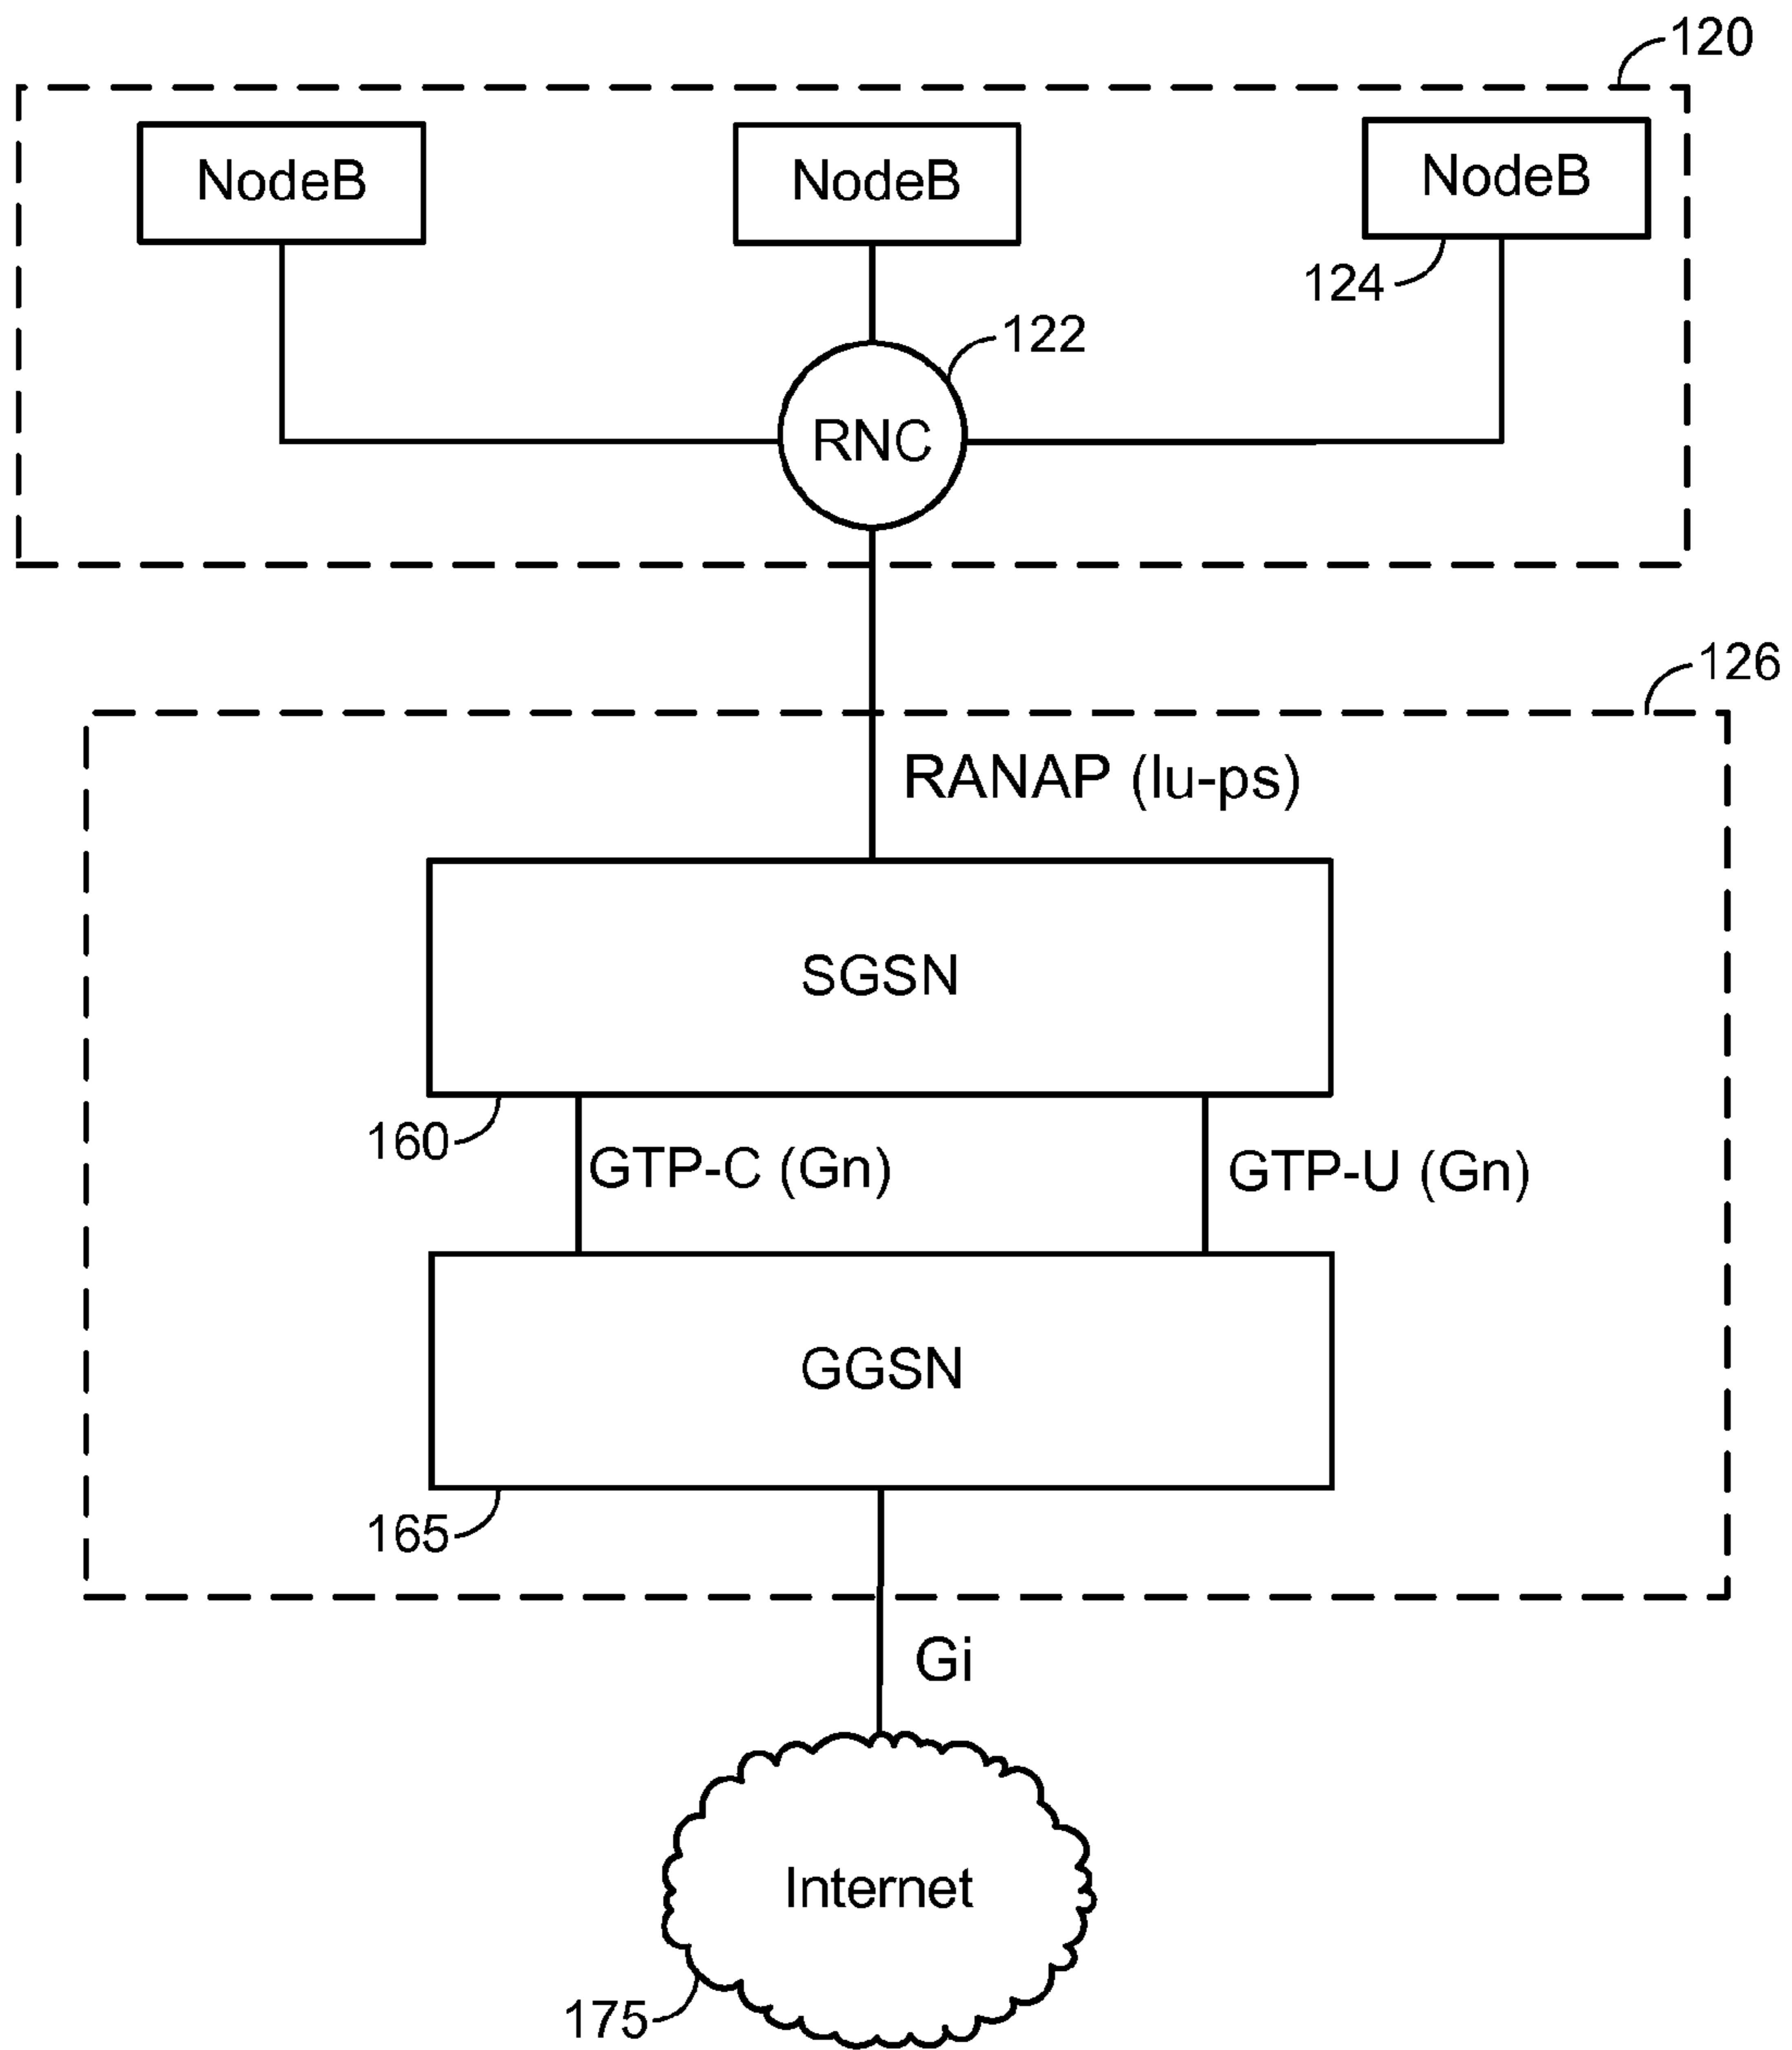 120
NodeB
NodeB
NodeB
124
122
RNC
126
RANAP (Iu-ps)
SGSN
160
GTP-C (Gn)
GTP-U (Gn)
GGSN
165
Gi
Internet
175